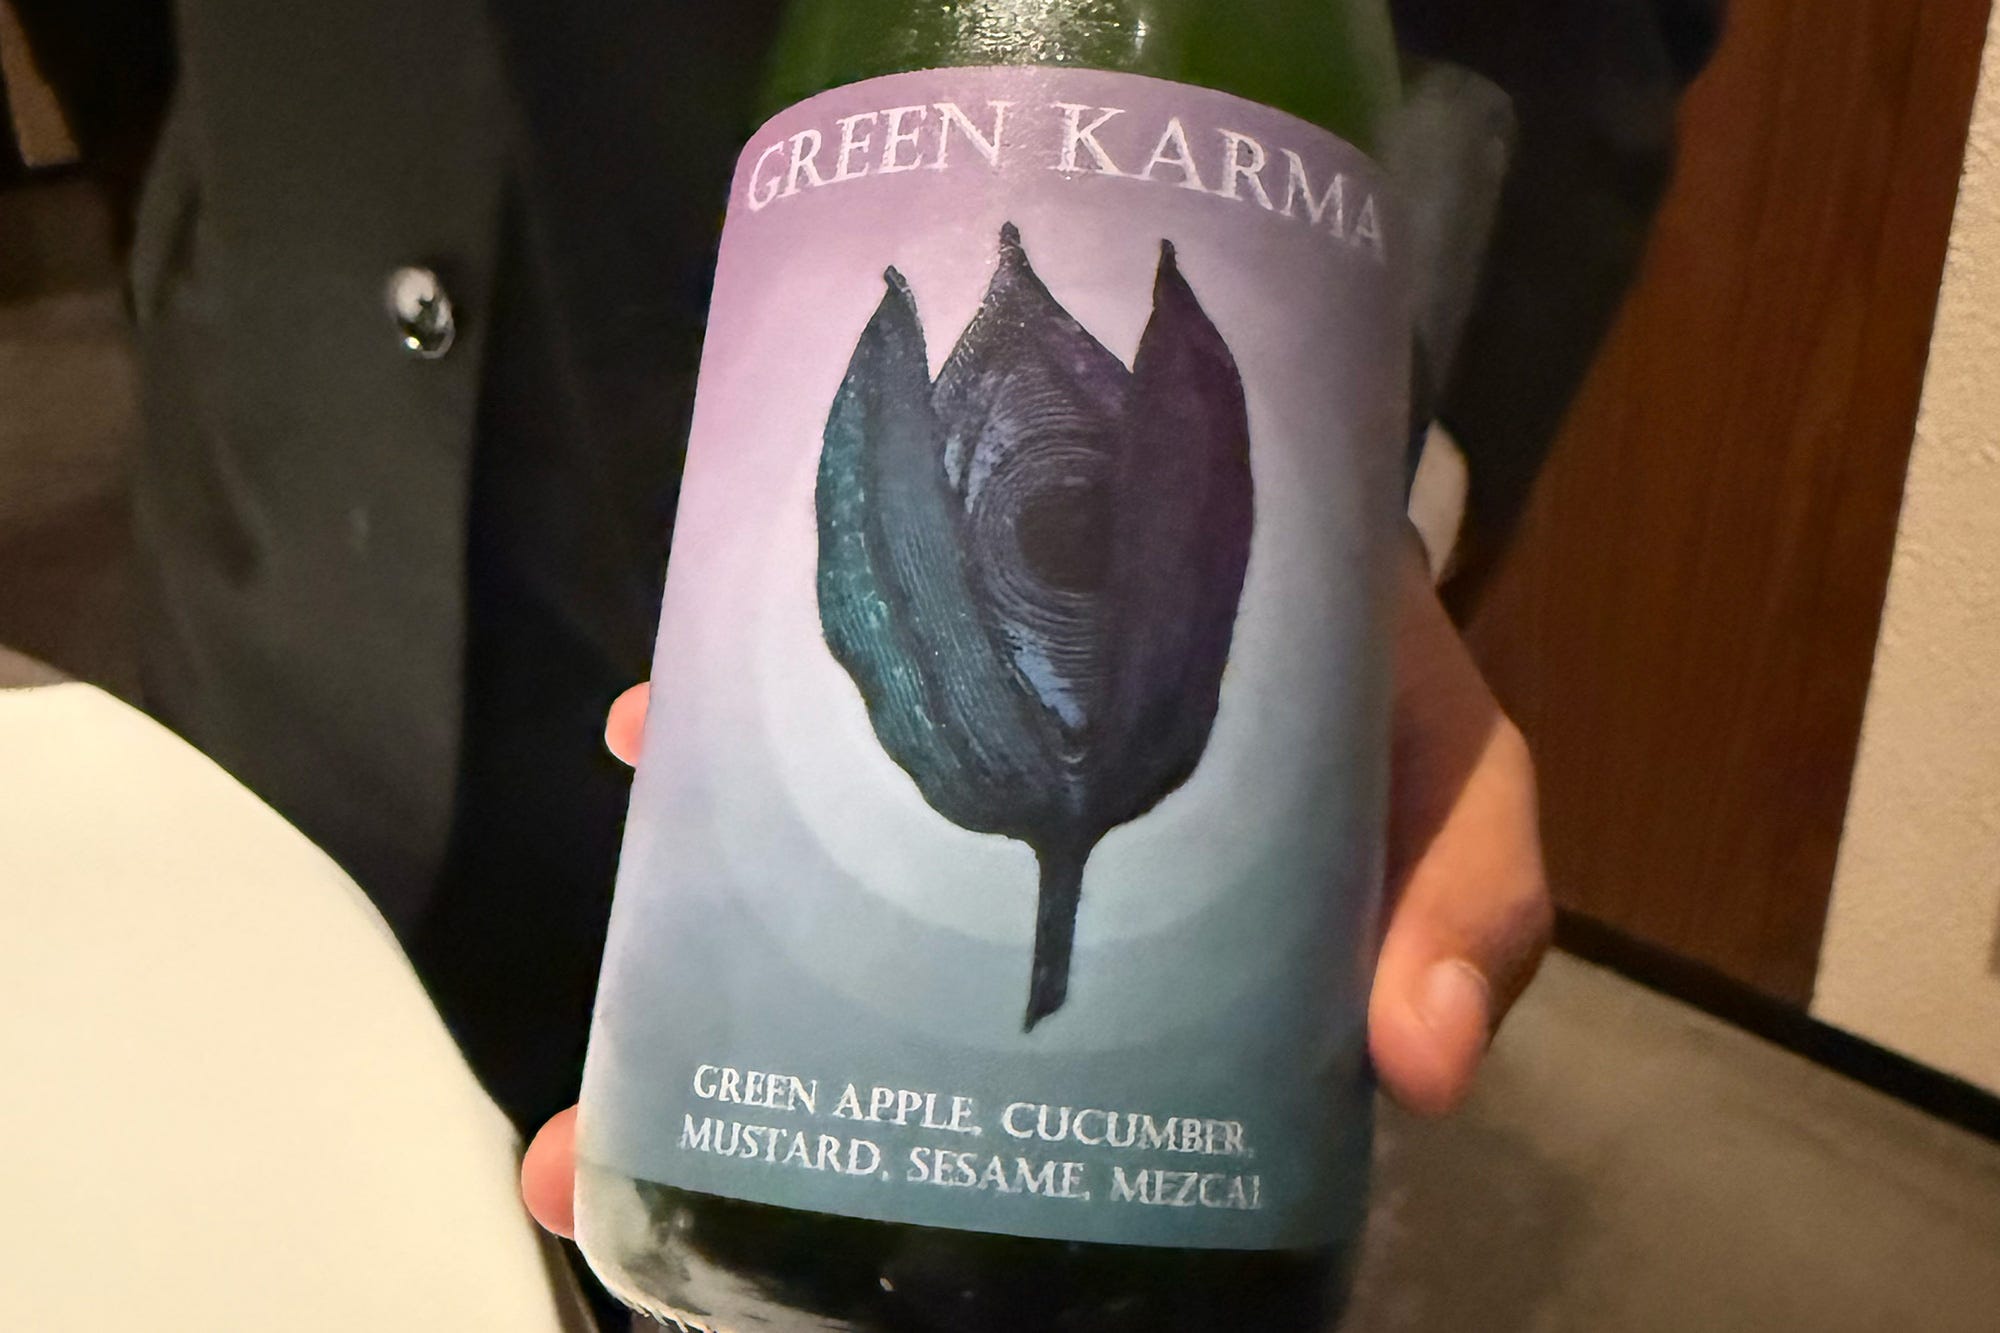 GREEN KARMA
GREEN APPLE, CUCUMBER,
MUSTARD, SESAME, MEZCAL